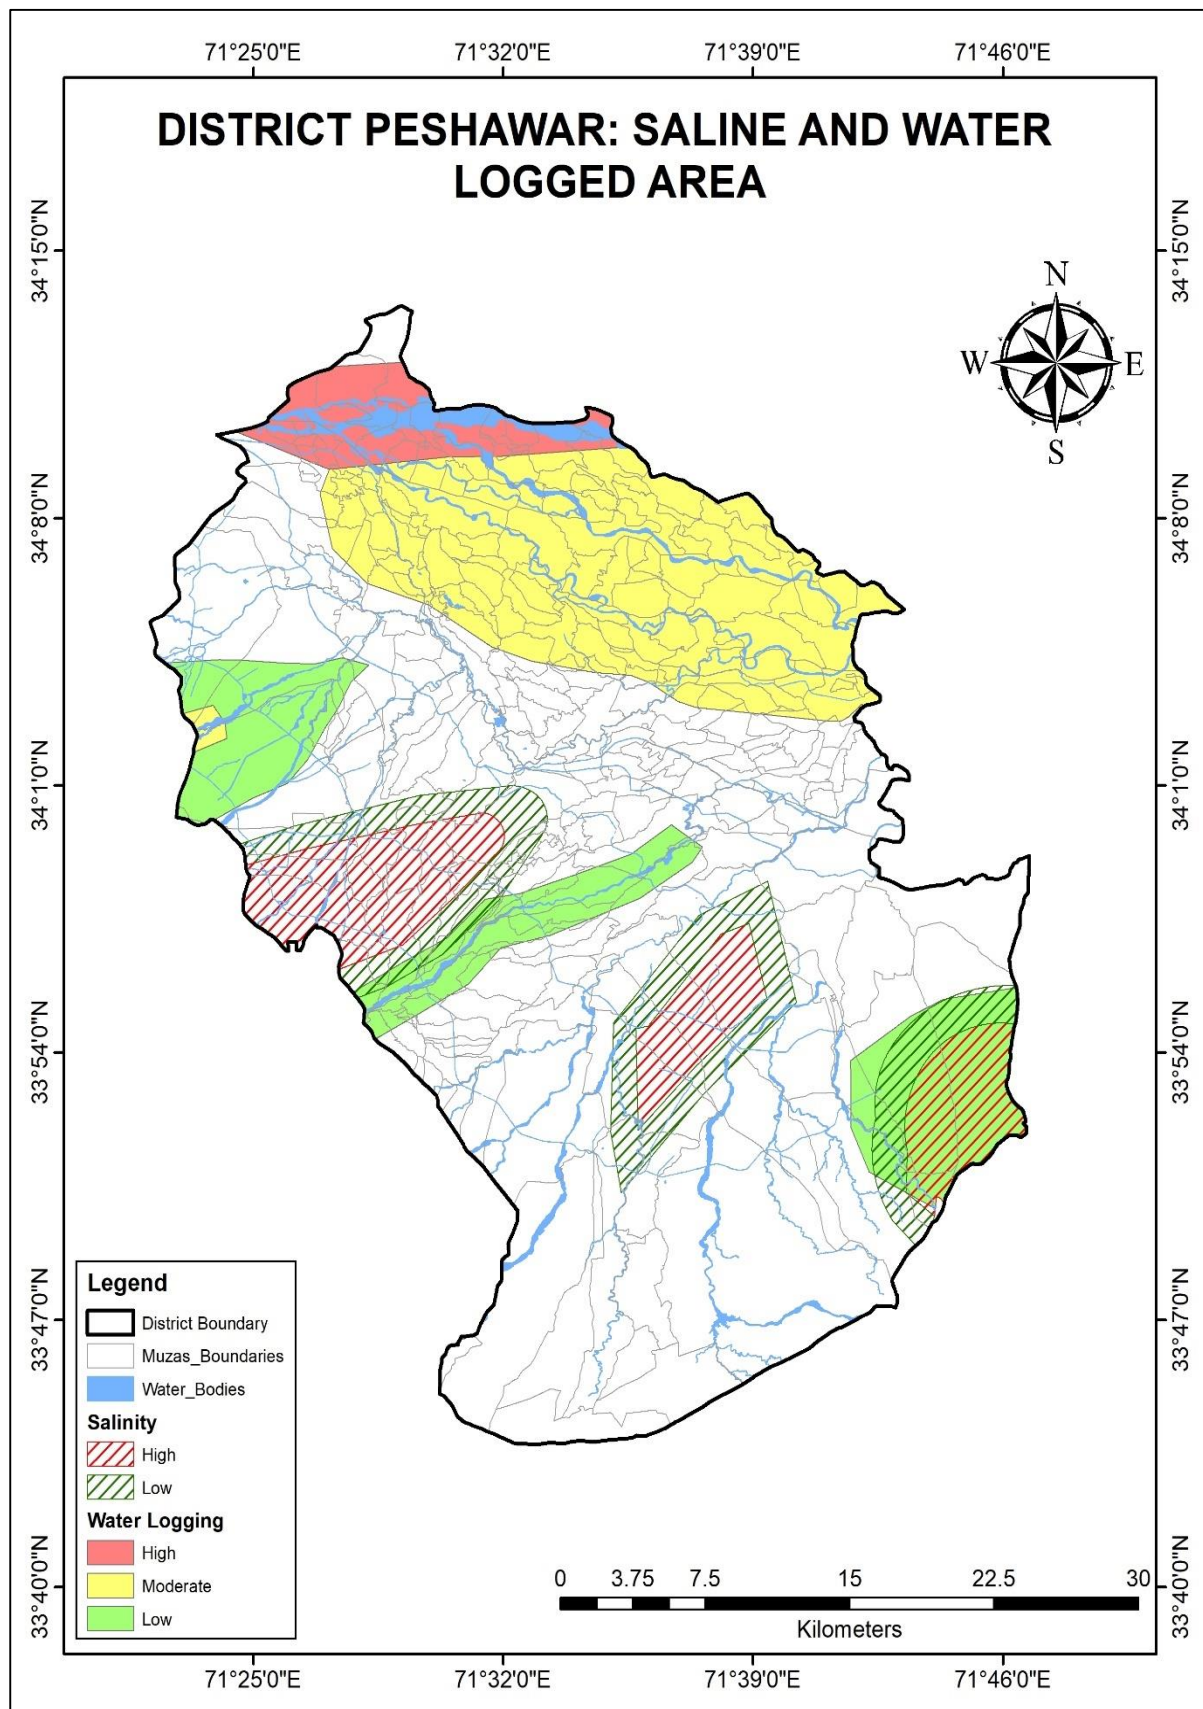 71°25'0"E 71°32'0"E 71°39'0"E 71°46'0"E
DISTRICT PESHAWAR: SALINE AND WATER
LOGGED AREA
34°15'0"N 34°15'0"N
N
W E
S
34°8'0"N 34°8'0"N
34°1'0"N 34°1'0"N
33°54'0"N 33°54'0"N
Legend
District Boundary
Muzas_Boundaries
Water_Bodies
Salinity
High
Low
Water Logging
High
Moderate
Low
33°47'0"N 33°47'0"N
0 3.75 7.5 15 22.5 30
Kilometers
33°40'0"N 33°40'0"N
71°25'0"E 71°32'0"E 71°39'0"E 71°46'0"E